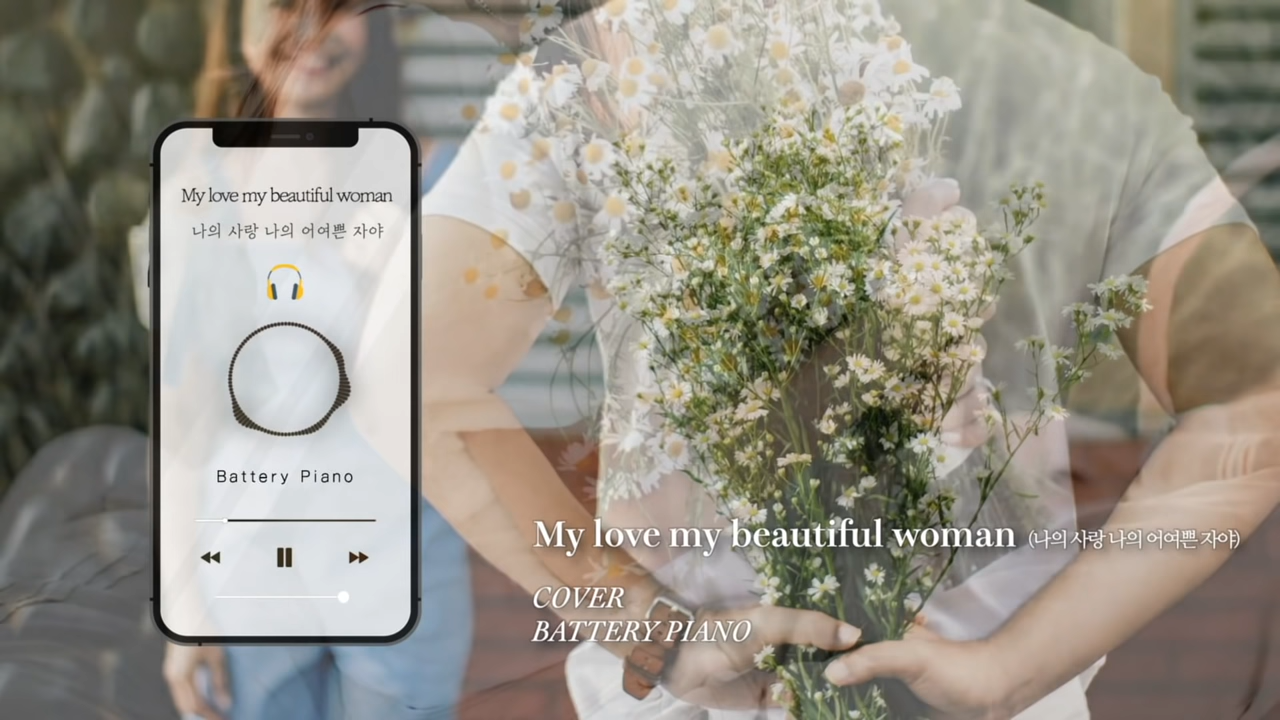 My love my beautiful woman
나의 사랑 나의 어여쁜 자야
Battery Piano
My love my beautiful woman (나의 사랑 나의 어여쁜 자야)
COVER
BATTERY PIANO